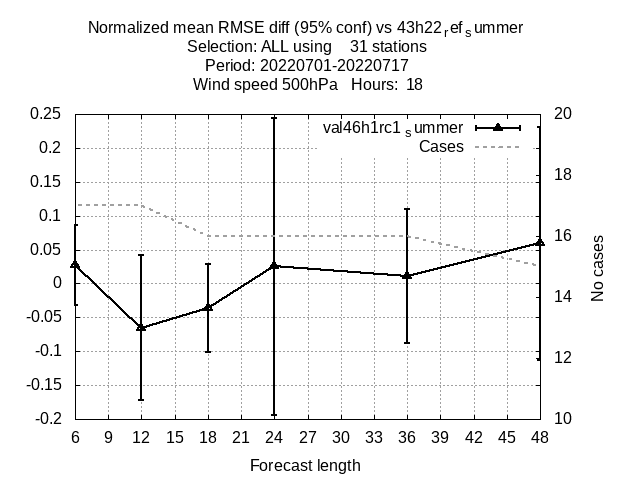 Normalized mean RMSE diff (95% conf) vs 43h22refsummer
Selection: ALL using 31 stations
Period: 20220701-20220717
Wind speed 500hPa Hours: 18
val46h1rc1summer
Cases
0.25
0.2
0.15
0.1
0.05
0
-0.05
-0.1
-0.15
-0.2
20
18
16
14
12
10
No cases
6 9 12 15 18 21 24 27 30 33 36 39 42 45 48
Forecast length